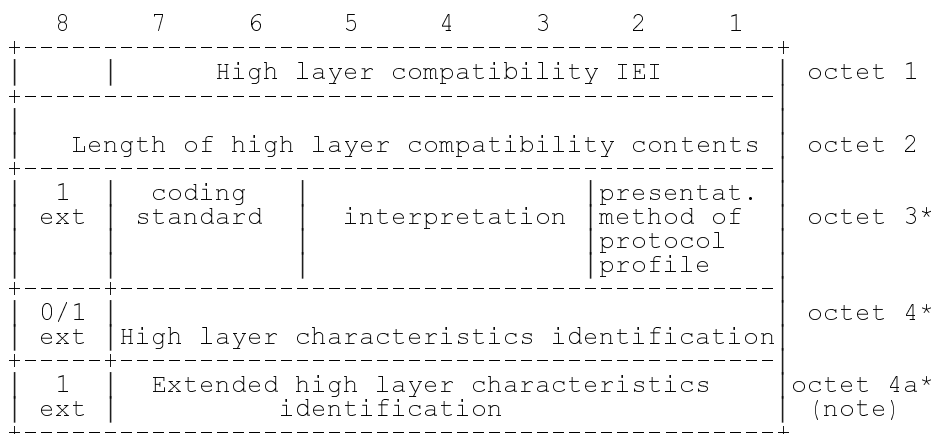 8 7 6 5 4 3 2 1
High layer compatibility IEI octet 1
Length of high layer compatibility contents octet 2
1 coding presentat.
ext standard interpretation method of octet 3*
protocol
profile
0/1 octet 4*
ext High layer characteristics identification
1 Extended high layer characteristics octet 4a*
ext identification (note)